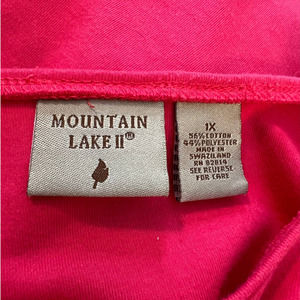 MOUNTAIN
LAKE II®
1X
56% COTTON
44% POLYESTER
MADE IN
SWAZILAND
RN 82814
SEE REVERSE
FOR CARE